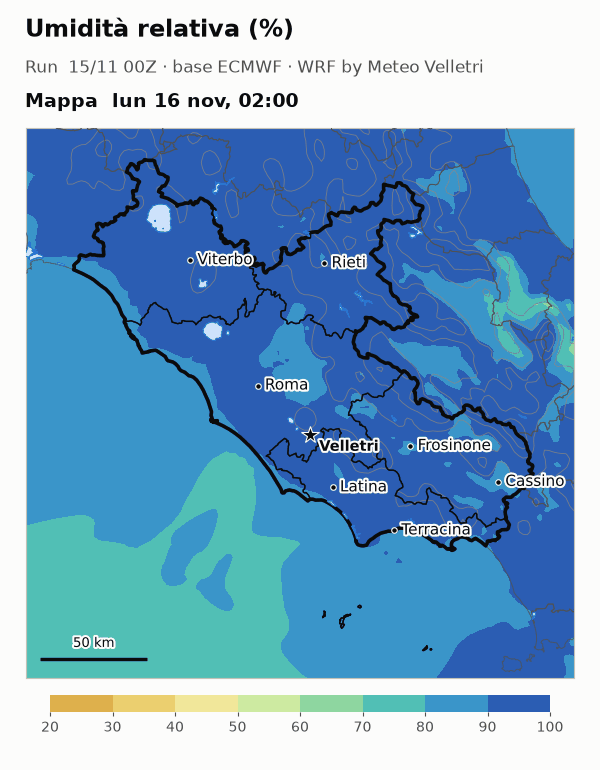 Umidità relativa (%)
Run  15/11 00Z · base ECMWF · WRF by Meteo Velletri
Mappa  lun 16 nov, 02:00
Viterbo
Rieti
Roma
Velletri
Frosinone
Latina
Cassino
Terracina
50 km
20 30 40 50 60 70 80 90 100